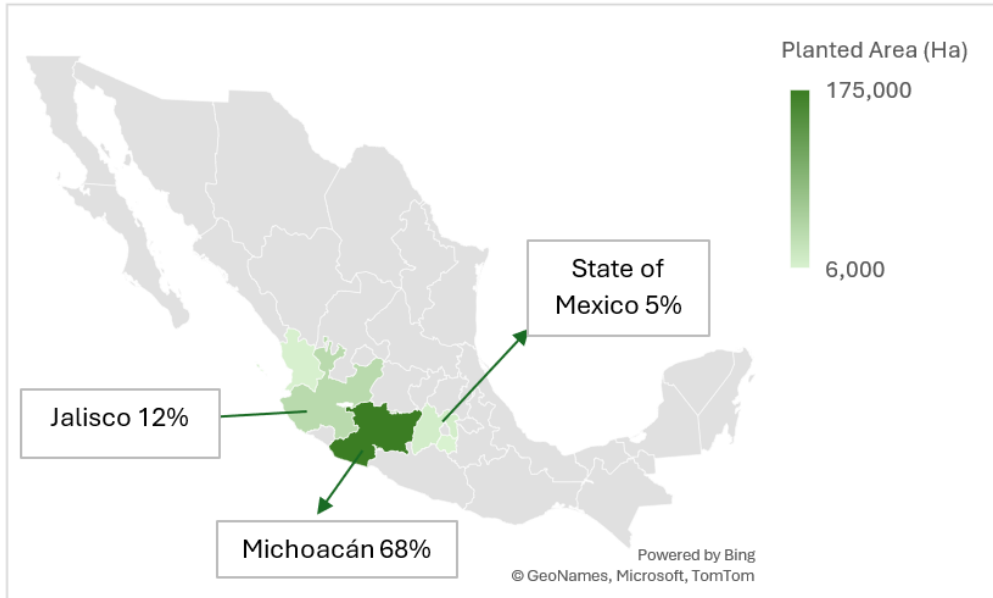 Planted Area (Ha)
175,000
6,000
State of
Mexico 5%
Jalisco 12%
Michoacán 68%
Powered by Bing
© GeoNames, Microsoft, TomTom